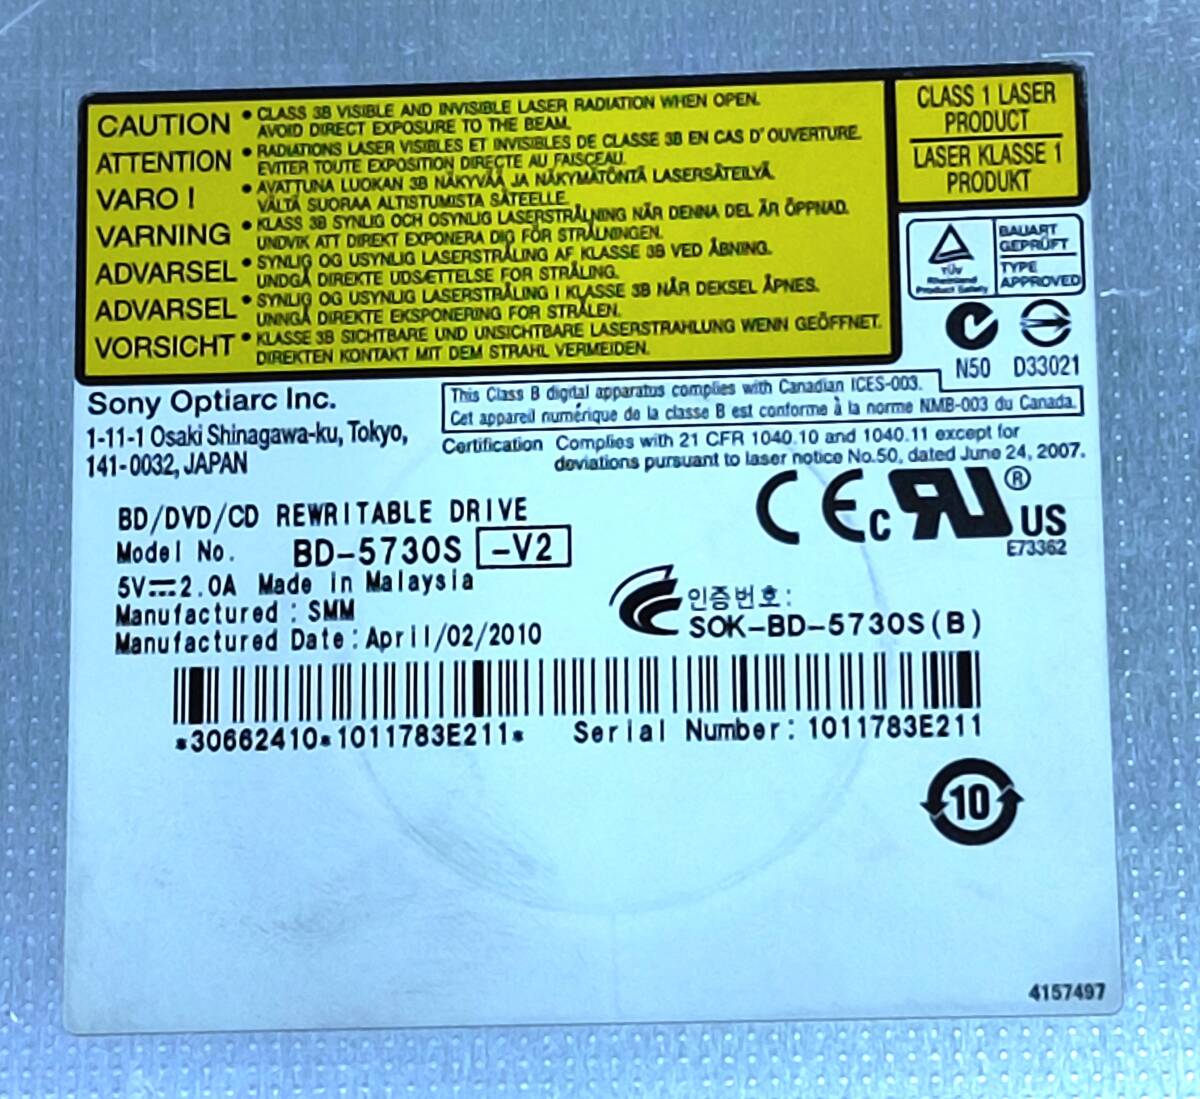 CAUTION • CLASS 3B VISIBLE AND INVISIBLE LASER RADIATION WHEN OPEN.
AVOID DIRECT EXPOSURE TO THE BEAM.
ATTENTION • RADIATIONS LASER VISIBLES ET INVISIBLES DE CLASSE 3B EN CAS D' OUVERTURE.
EVITER TOUTE EXPOSITION DIRECTE AU FAISCEAU.
VARO ! • AVATTUNA LUOKAN 3B NÄKYVÄÄ JA NÄKYMÄTÖNTÄ LASERSÄTEILYÄ.
VÄLTÄ SUORAA ALTISTUMISTA SÄTEELLE.
VARNING • KLASS 3B SYNLIG OCH OSYNLIG LASERSTRÅLNING NÄR DENNA DEL ÄR ÖPPNAD.
UNDVIK ATT DIREKT EXPONERA DIG FÖR STRÅLNINGEN.
ADVARSEL • SYNLIG OG USYNLIG LASERSTRÅLING AF KLASSE 3B VED ÅBNING.
UNDGÅ DIREKTE UDSÆTTELSE FOR STRÅLING.
ADVARSEL • SYNLIG OG USYNLIG LASERSTRÅLING I KLASSE 3B NÅR DEKSEL ÅPNES.
UNNGÅ DIREKTE EKSPONERING FOR STRÅLEN.
VORSICHT • KLASSE 3B SICHTBARE UND UNSICHTBARE LASERSTRAHLUNG WENN GEÖFFNET.
DIREKTEN KONTAKT MIT DEM STRAHL VERMEIDEN.
CLASS 1 LASER
PRODUCT
LASER KLASSE 1
PRODUKT
TÜV
Rheinland
Product Safety
BAUART
GEPRÜFT
TYPE
APPROVED
N50 D33021
Sony Optiarc Inc.
1-11-1 Osaki Shinagawa-ku, Tokyo,
141-0032, JAPAN
This Class B digital apparatus complies with Canadian ICES-003.
Cet appareil numérique de la classe B est conforme à la norme NMB-003 du Canada.
Certification Complies with 21 CFR 1040.10 and 1040.11 except for
deviations pursuant to laser notice No.50, dated June 24, 2007.
CE c RU ® US
E73362
BD/DVD/CD REWRITABLE DRIVE
Model No. BD-5730S -V2
5V⎓2.0A Made in Malaysia
Manufactured : SMM
Manufactured Date:April/02/2010
인증번호:
SOK-BD-5730S(B)
*30662410*1011783E211* Serial Number: 1011783E211
10
4157497